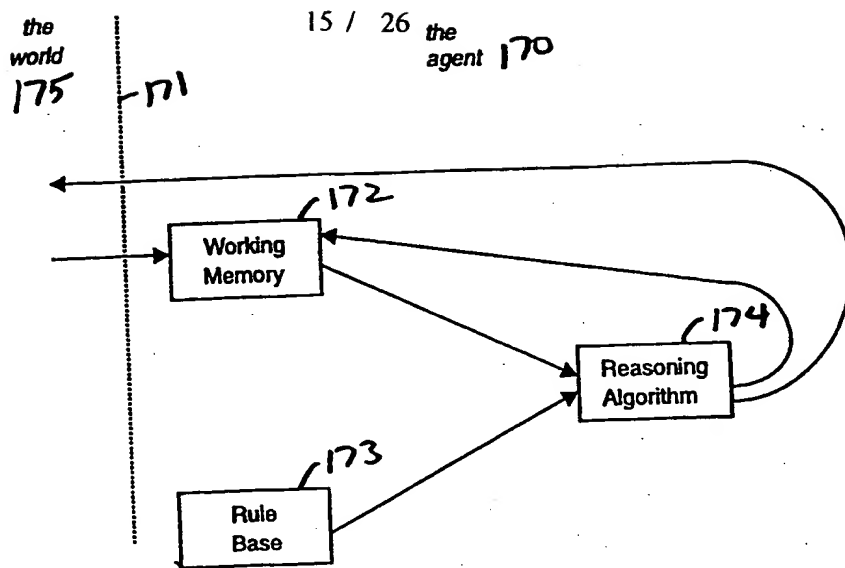 15 / 26
the
world
175
171
the
agent 170
172
Working
Memory
174
Reasoning
Algorithm
173
Rule
Base